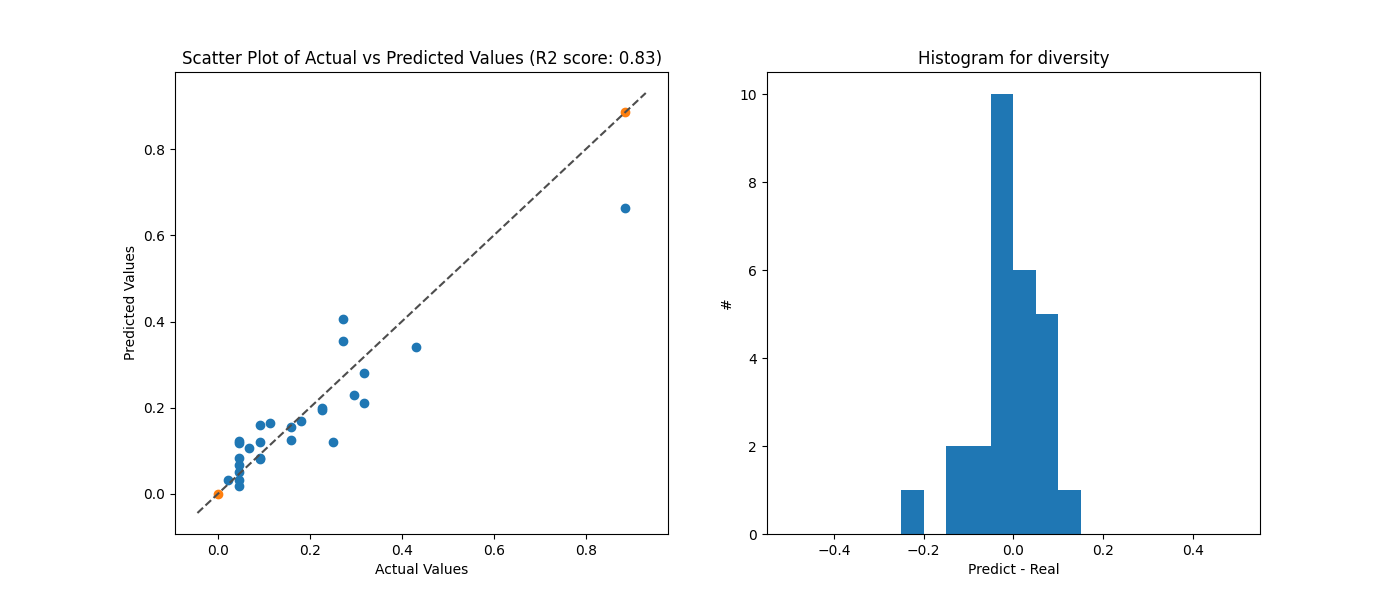 Scatter Plot of Actual vs Predicted Values (R2 score: 0.83)
Predicted Values
0.8
0.6
0.4
0.2
0.0
0.0 0.2 0.4 0.6 0.8
Actual Values
Histogram for diversity
#
10
8
6
4
2
0
−0.4 −0.2 0.0 0.2 0.4
Predict - Real